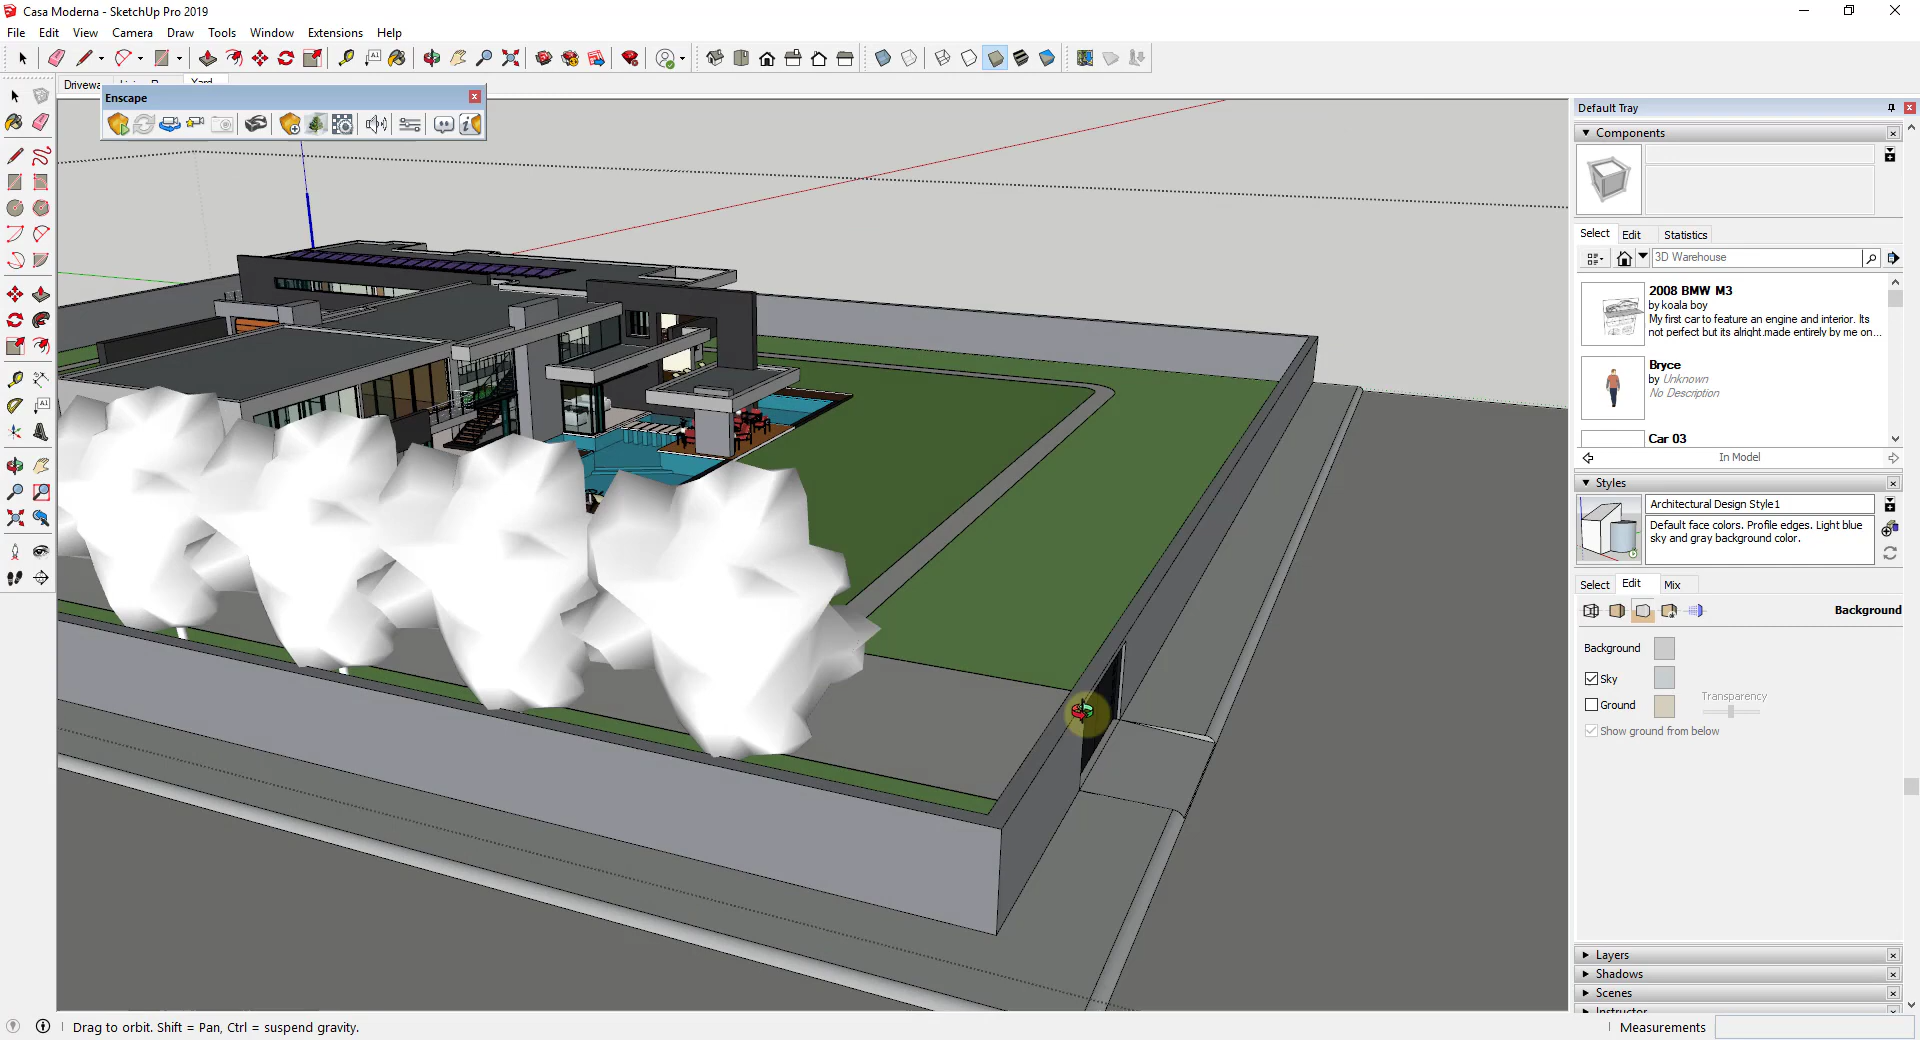 Casa Moderna - SketchUp Pro 2019
File Edit View Camera Draw Tools Window Extensions Help
Enscape
Default Tray
Components
Select Edit Statistics
3D Warehouse
2008 BMW M3
by koala boy
My first car to feature an engine and interior. Its
not perfect but its alright.made entirely by me on...
Bryce
by Unknown
No Description
Car 03
In Model
Styles
Architectural Design Style1
Default face colors. Profile edges. Light blue
sky and gray background color.
Select Edit Mix
Background
Background
Sky
Ground
Transparency
Show ground from below
Layers
Shadows
Scenes
Drag to orbit. Shift = Pan, Ctrl = suspend gravity.
Measurements